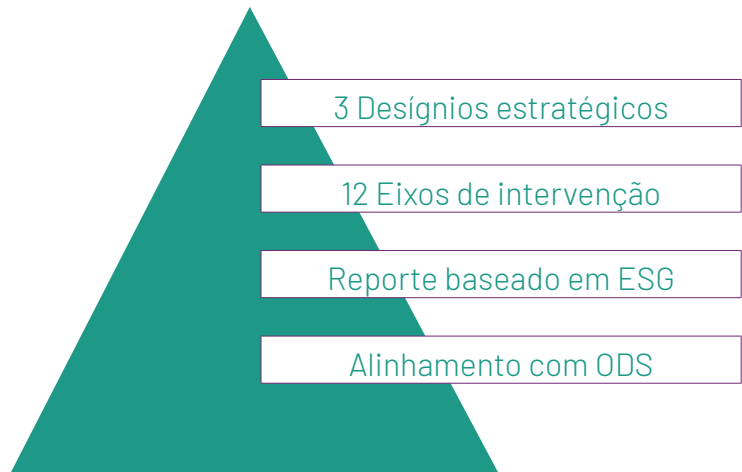 3 Desígnios estratégicos
12 Eixos de intervenção
Reporte baseado em ESG
Alinhamento com ODS